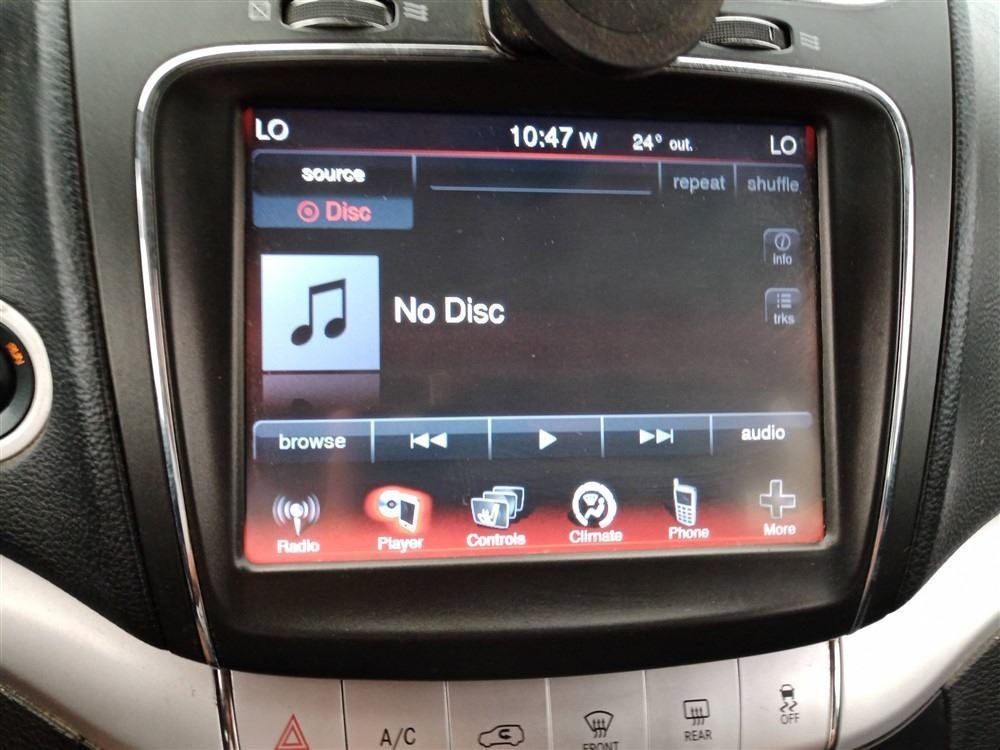 LO 10:47 W 24° out. LO
source repeat shuffle
Disc
info
No Disc
trks
browse audio
Radio Player Controls Climate Phone More
RUN
A/C FRONT REAR OFF